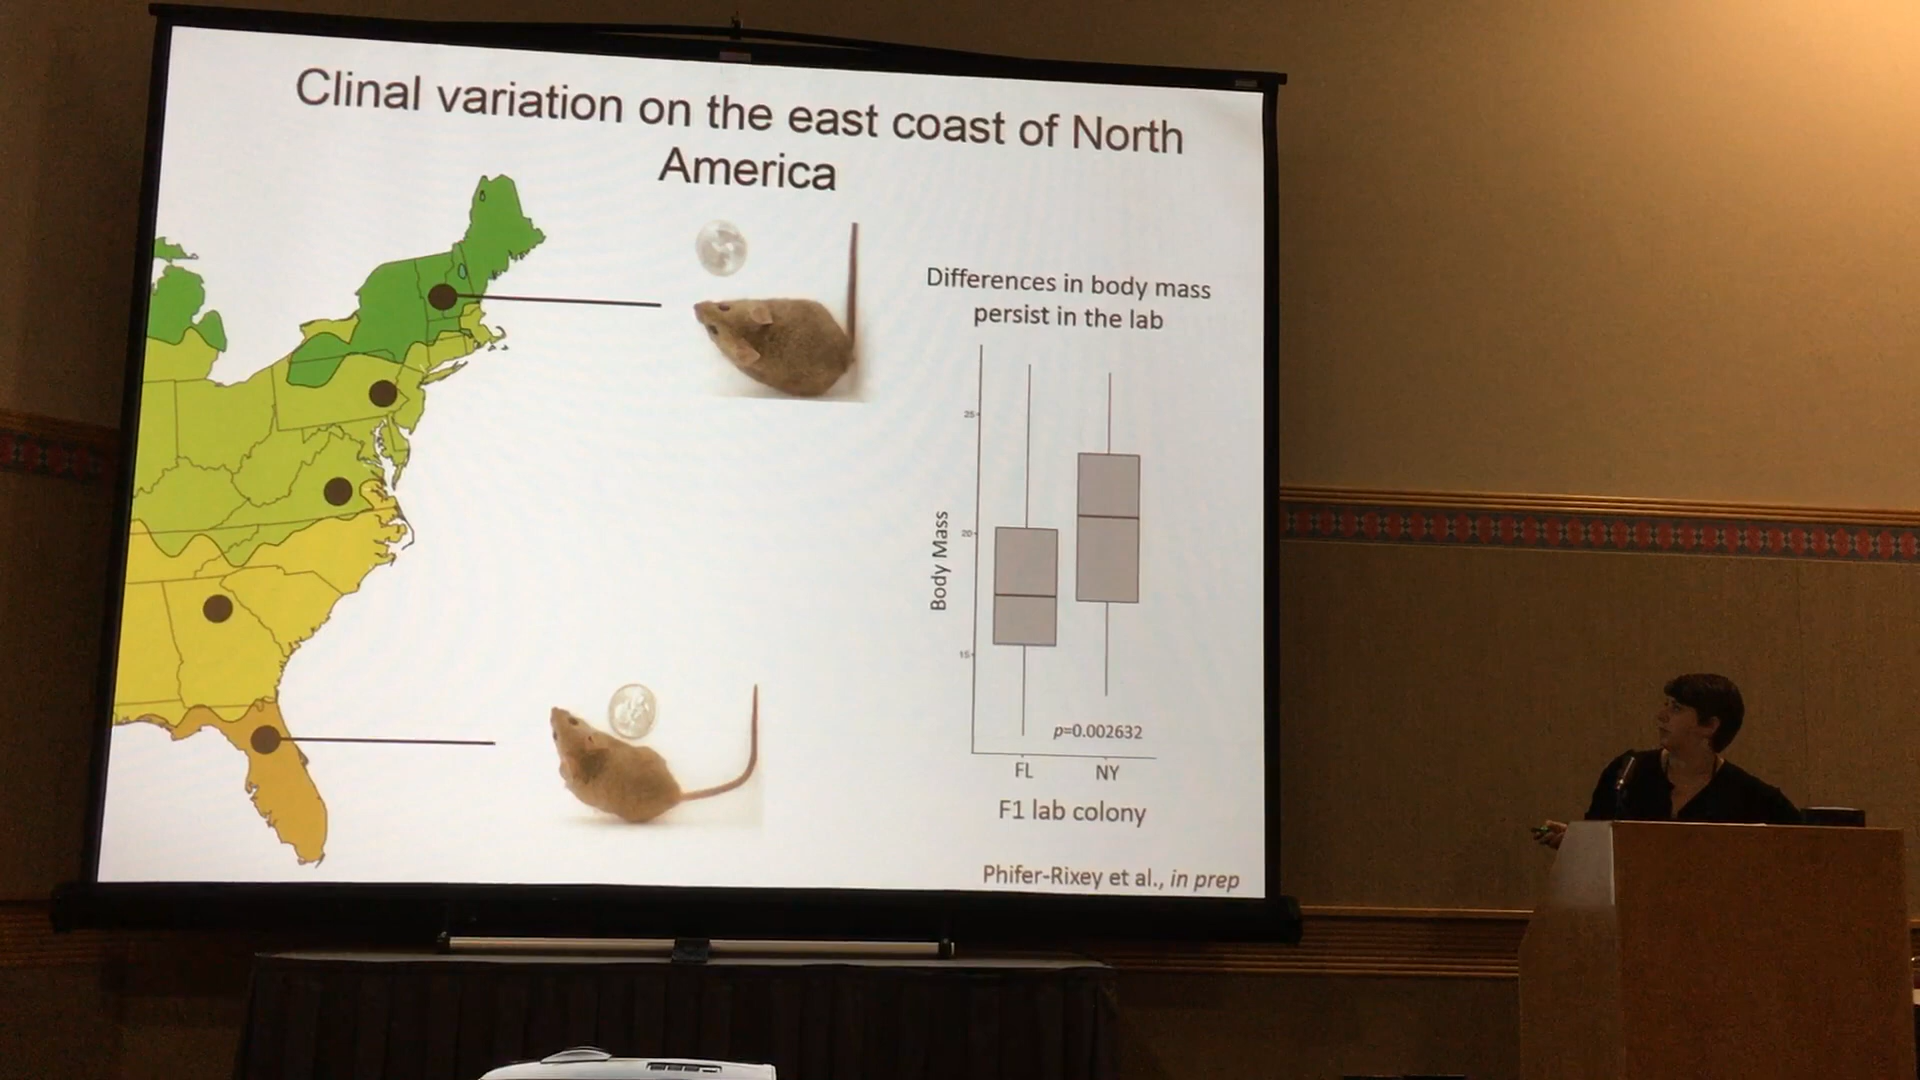 Clinal variation on the east coast of North
America
Differences in body mass
persist in the lab
25
20
15
Body Mass
p=0.002632
FL
NY
F1 lab colony
Phifer-Rixey et al., in prep